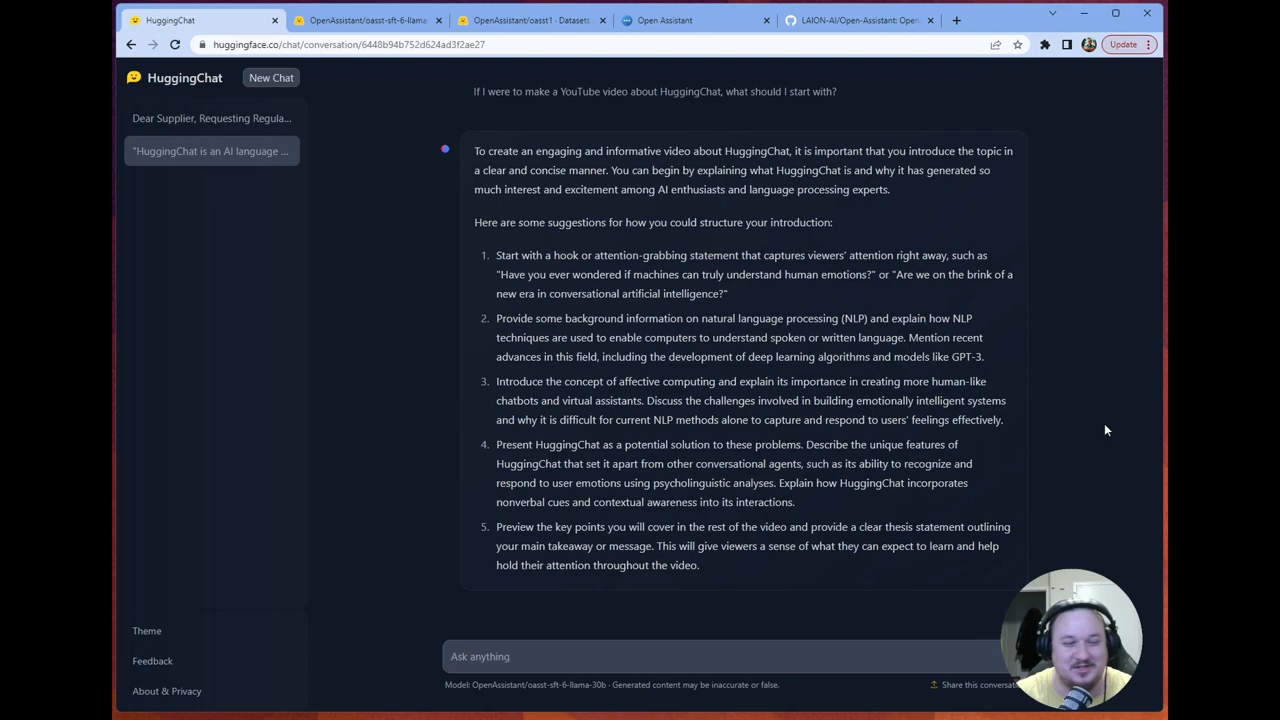 HuggingChat
OpenAssistant/oasst-sft-6-llama-
OpenAssistant/oasst1 · Datasets
Open Assistant
LAION-AI/Open-Assistant: Open
huggingface.co/chat/conversation/6448b94b752d624ad3f2ae27
Update
HuggingChat
New Chat
Dear Supplier, Requesting Regula...
"HuggingChat is an AI language ...
If I were to make a YouTube video about HuggingChat, what should I start with?
To create an engaging and informative video about HuggingChat, it is important that you introduce the topic in
a clear and concise manner. You can begin by explaining what HuggingChat is and why it has generated so
much interest and excitement among AI enthusiasts and language processing experts.
Here are some suggestions for how you could structure your introduction:
1. Start with a hook or attention-grabbing statement that captures viewers' attention right away, such as
"Have you ever wondered if machines can truly understand human emotions?" or "Are we on the brink of a
new era in conversational artificial intelligence?"
2. Provide some background information on natural language processing (NLP) and explain how NLP
techniques are used to enable computers to understand spoken or written language. Mention recent
advances in this field, including the development of deep learning algorithms and models like GPT-3.
3. Introduce the concept of affective computing and explain its importance in creating more human-like
chatbots and virtual assistants. Discuss the challenges involved in building emotionally intelligent systems
and why it is difficult for current NLP methods alone to capture and respond to users' feelings effectively.
4. Present HuggingChat as a potential solution to these problems. Describe the unique features of
HuggingChat that set it apart from other conversational agents, such as its ability to recognize and
respond to user emotions using psycholinguistic analyses. Explain how HuggingChat incorporates
nonverbal cues and contextual awareness into its interactions.
5. Preview the key points you will cover in the rest of the video and provide a clear thesis statement outlining
your main takeaway or message. This will give viewers a sense of what they can expect to learn and help
hold their attention throughout the video.
Theme
Feedback
About & Privacy
Ask anything
Model: OpenAssistant/oasst-sft-6-llama-30b · Generated content may be inaccurate or false.
Share this conversati